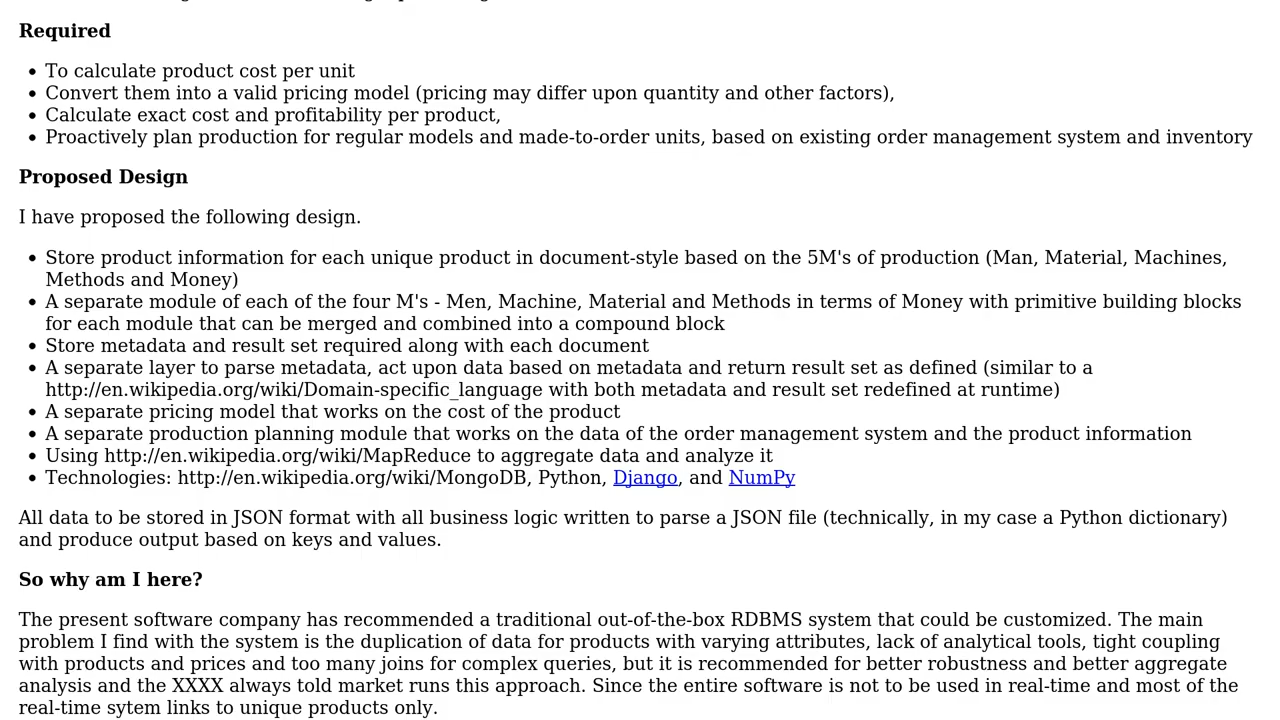 Required
To calculate product cost per unit
Convert them into a valid pricing model (pricing may differ upon quantity and other factors),
Calculate exact cost and profitability per product,
Proactively plan production for regular models and made-to-order units, based on existing order management system and inventory
Proposed Design
I have proposed the following design.
Store product information for each unique product in document-style based on the 5M's of production (Man, Material, Machines,
Methods and Money)
A separate module of each of the four M's - Men, Machine, Material and Methods in terms of Money with primitive building blocks
for each module that can be merged and combined into a compound block
Store metadata and result set required along with each document
A separate layer to parse metadata, act upon data based on metadata and return result set as defined (similar to a
http://en.wikipedia.org/wiki/Domain-specific_language with both metadata and result set redefined at runtime)
A separate pricing model that works on the cost of the product
A separate production planning module that works on the data of the order management system and the product information
Using http://en.wikipedia.org/wiki/MapReduce to aggregate data and analyze it
Technologies: http://en.wikipedia.org/wiki/MongoDB, Python, Django, and NumPy
All data to be stored in JSON format with all business logic written to parse a JSON file (technically, in my case a Python dictionary)
and produce output based on keys and values.
So why am I here?
The present software company has recommended a traditional out-of-the-box RDBMS system that could be customized. The main
problem I find with the system is the duplication of data for products with varying attributes, lack of analytical tools, tight coupling
with products and prices and too many joins for complex queries, but it is recommended for better robustness and better aggregate
analysis and the XXXX always told market runs this approach. Since the entire software is not to be used in real-time and most of the
real-time sytem links to unique products only.